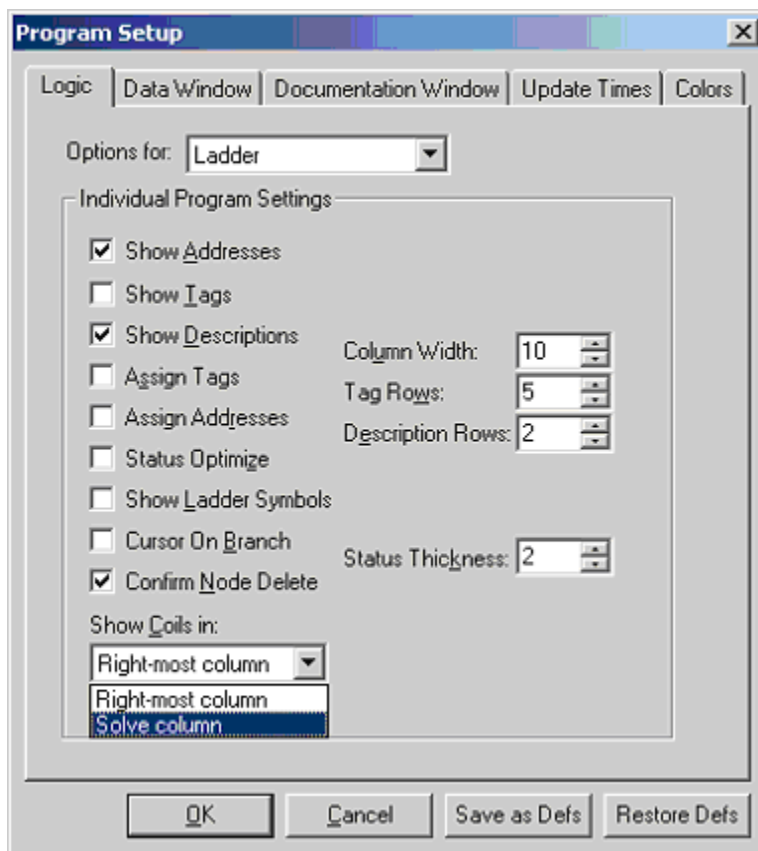 Program Setup
Logic Data Window Documentation Window Update Times Colors
Options for: Ladder
Individual Program Settings
Show Addresses
Show Tags
Show Descriptions
Column Width: 10
Assign Tags
Tag Rows: 5
Assign Addresses
Description Rows: 2
Status Optimize
Show Ladder Symbols
Cursor On Branch
Status Thickness: 2
Confirm Node Delete
Show Coils in:
Right-most column
Right-most column
Solve column
OK Cancel Save as Defs Restore Defs